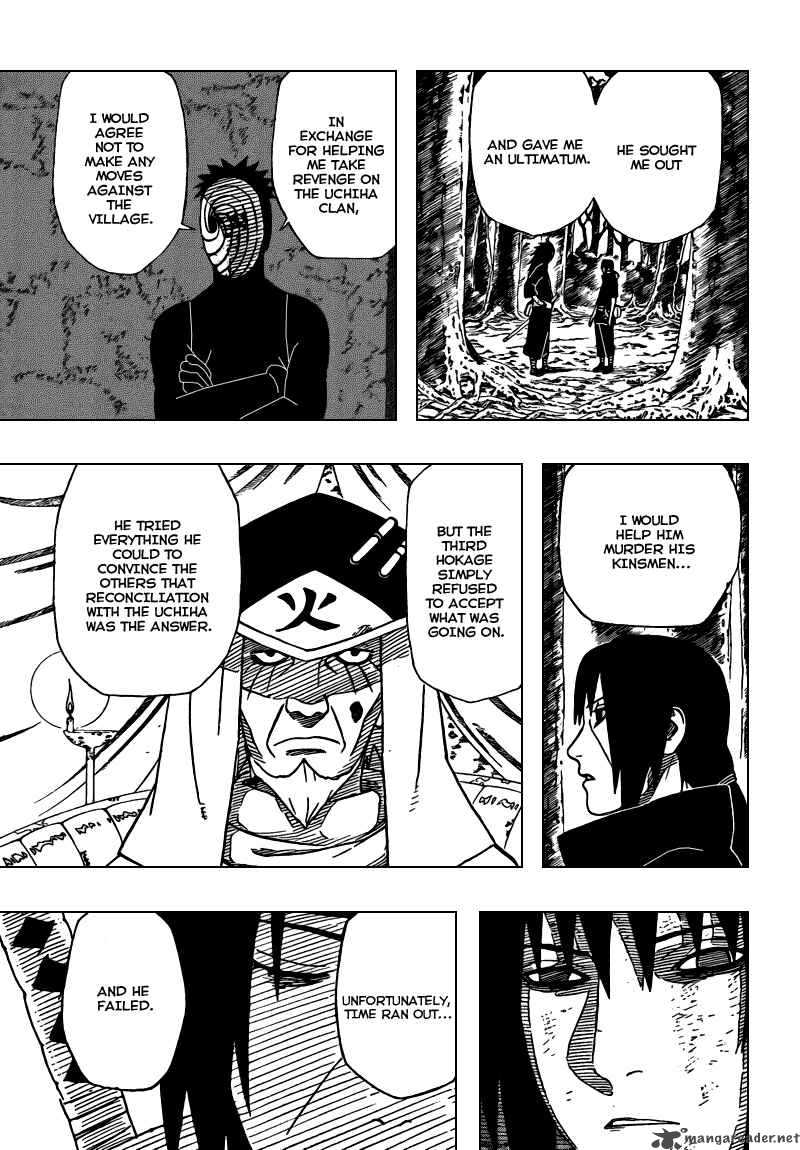 HE SOUGHT
ME OUT
AND GAVE ME
AN ULTIMATUM.
IN
EXCHANGE
FOR HELPING
ME TAKE
REVENGE ON
THE UCHIHA
CLAN,
I WOULD
AGREE
NOT TO
MAKE ANY
MOVES
AGAINST
THE
VILLAGE.
I WOULD
HELP HIM
MURDER HIS
KINSMEN...
BUT THE
THIRD
HOKAGE
SIMPLY
REFUSED
TO ACCEPT
WHAT WAS
GOING ON.
HE TRIED
EVERYTHING HE
COULD TO
CONVINCE THE
OTHERS THAT
RECONCILIATION
WITH THE UCHIHA
WAS THE ANSWER.
火
UNFORTUNATELY,
TIME RAN OUT...
AND HE
FAILED.
mangareader.net